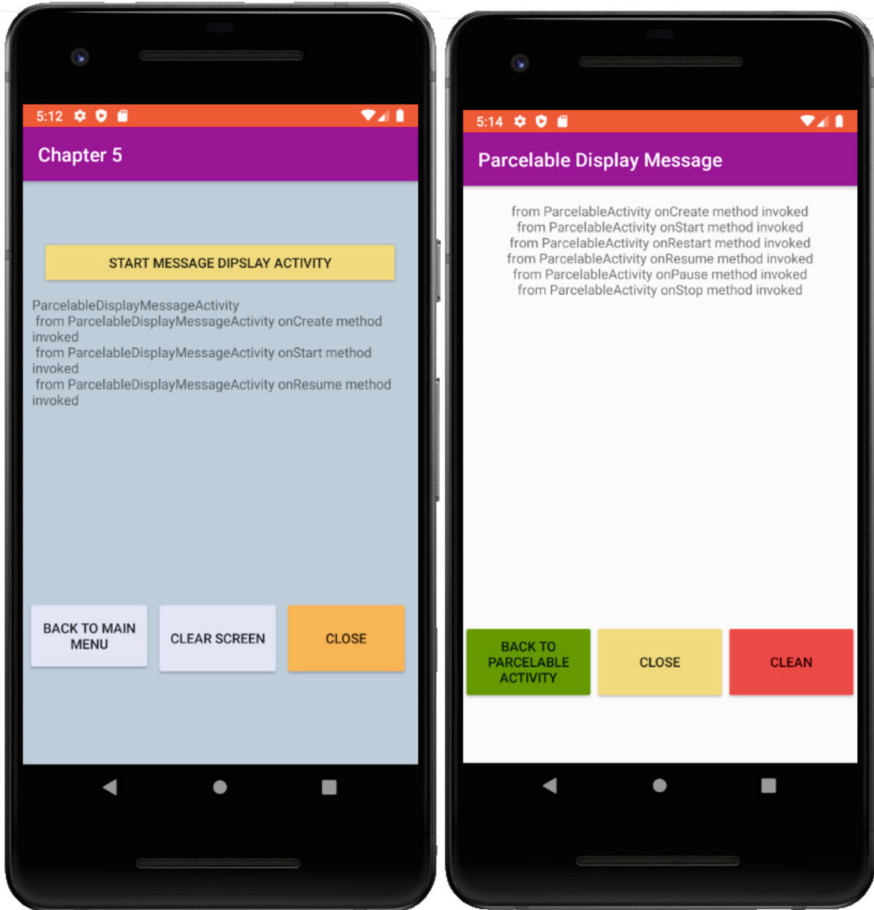 5:12
Chapter 5
START MESSAGE DIPSLAY ACTIVITY
ParcelableDisplayMessageActivity
from ParcelableDisplayMessageActivity onCreate method
invoked
from ParcelableDisplayMessageActivity onStart method
invoked
from ParcelableDisplayMessageActivity onResume method
invoked
BACK TO MAIN
MENU
CLEAR SCREEN
CLOSE
5:14
Parcelable Display Message
from ParcelableActivity onCreate method invoked
from ParcelableActivity onStart method invoked
from ParcelableActivity onRestart method invoked
from ParcelableActivity onResume method invoked
from ParcelableActivity onPause method invoked
from ParcelableActivity onStop method invoked
BACK TO
PARCELABLE
ACTIVITY
CLOSE
CLEAN